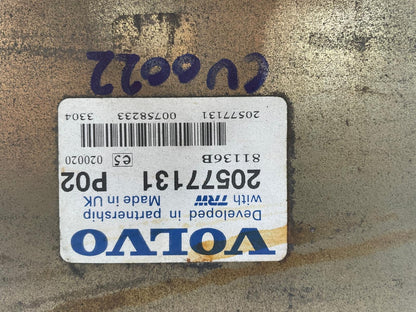 VOLVO
Developed in partnership
with TRW Made in UK
20577131 P02
81136B e5 020020
20577131 00758233 3304
CU0022